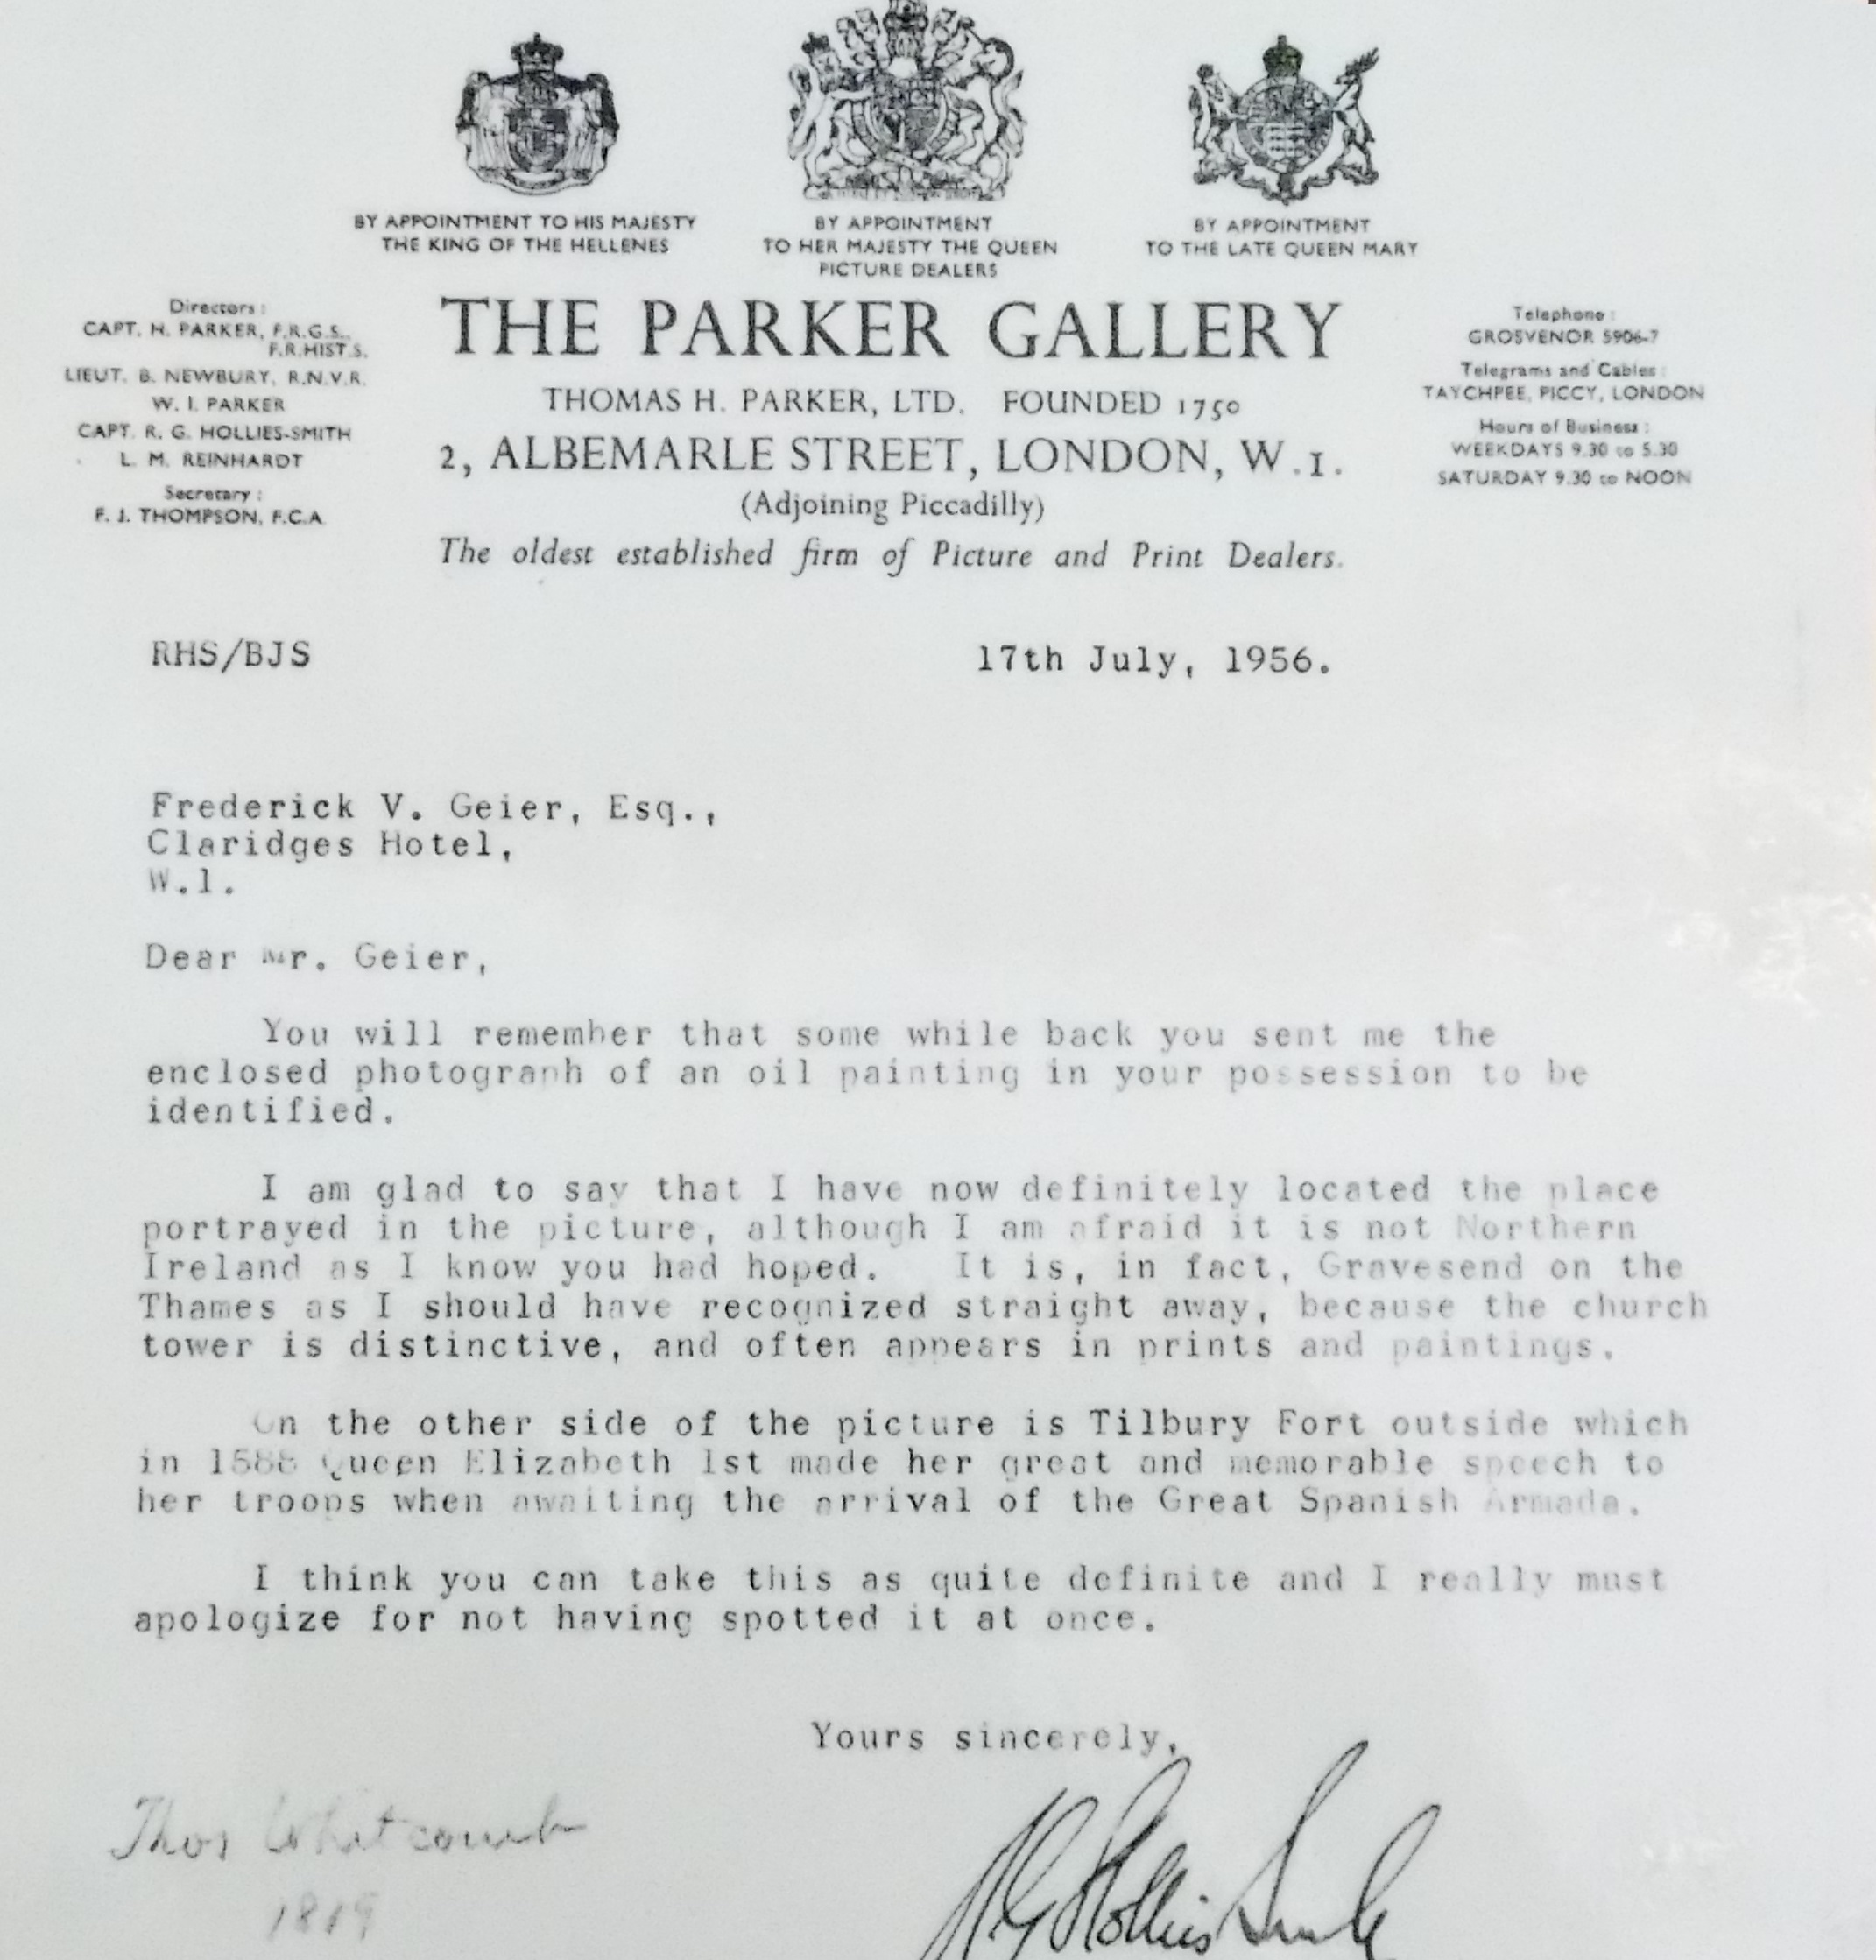 BY APPOINTMENT TO HIS MAJESTY
THE KING OF THE HELLENES
BY APPOINTMENT
TO HER MAJESTY THE QUEEN
PICTURE DEALERS
BY APPOINTMENT
TO THE LATE QUEEN MARY
Directors:
CAPT. H. PARKER, F.R.G.S.,
F.R.HIST.S.
LIEUT. B. NEWBURY, R.N.V.R.
W. I. PARKER
CAPT. R. G. HOLLIES-SMITH
L. M. REINHARDT
Secretary:
F. J. THOMPSON, F.C.A.
THE PARKER GALLERY
THOMAS H. PARKER, LTD. FOUNDED 1750
2, ALBEMARLE STREET, LONDON, W.1.
(Adjoining Piccadilly)
The oldest established firm of Picture and Print Dealers.
Telephone:
GROSVENOR 5906-7
Telegrams and Cables:
TAYCHPEE, PICCY, LONDON
Hours of Business:
WEEKDAYS 9.30 to 5.30
SATURDAY 9.30 to NOON
RHS/BJS
17th July, 1956.
Frederick V. Geier, Esq.,
Claridges Hotel,
W.1.
Dear Mr. Geier,
You will remember that some while back you sent me the
enclosed photograph of an oil painting in your possession to be
identified.
I am glad to say that I have now definitely located the place
portrayed in the picture, although I am afraid it is not Northern
Ireland as I know you had hoped. It is, in fact, Gravesend on the
Thames as I should have recognized straight away, because the church
tower is distinctive, and often appears in prints and paintings.
On the other side of the picture is Tilbury Fort outside which
in 1588 Queen Elizabeth 1st made her great and memorable speech to
her troops when awaiting the arrival of the Great Spanish Armada.
I think you can take this as quite definite and I really must
apologize for not having spotted it at once.
Yours sincerely,
Thos Whitcomb
1819
R G Hollies Smith